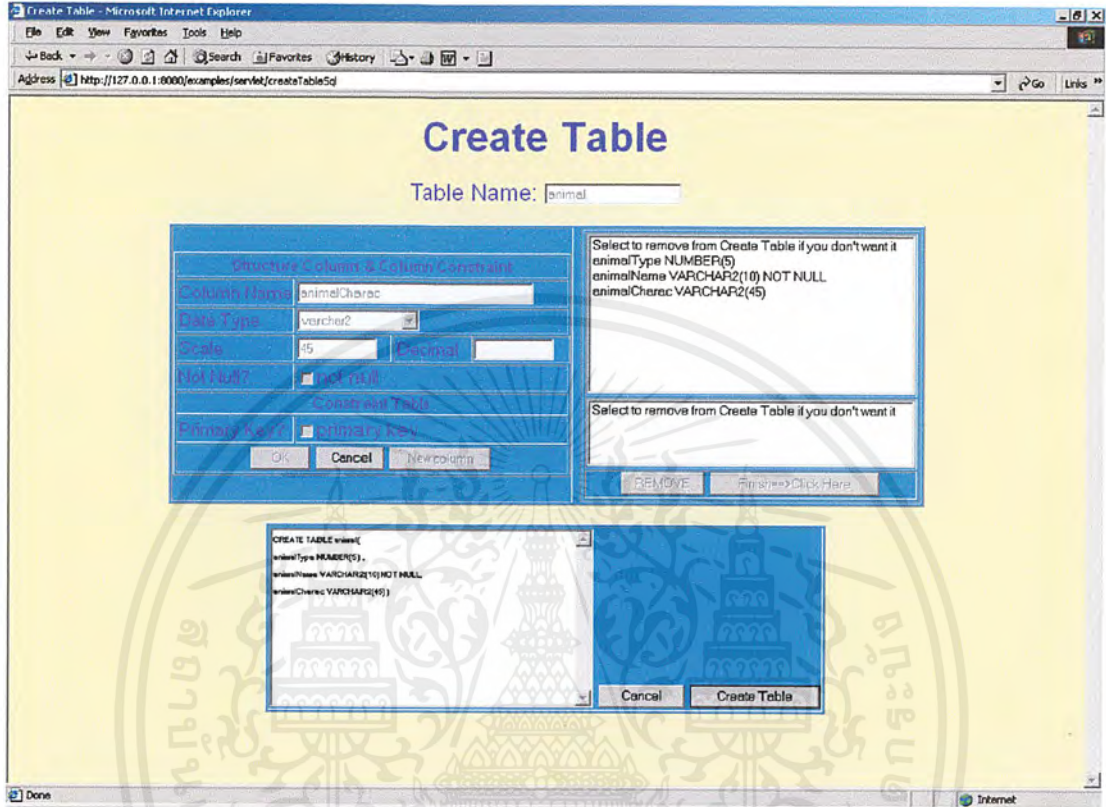 Create Table - Microsoft Internet Explorer
File Edit View Favorites Tools Help
Back Search Favorites History
Address http://127.0.0.1:8080/examples/servlet/createTableSql Go Links »
Create Table
Table Name: animal
Structure Column & Column Constraint
Column Name animalCharac
Data Type varchar2
Scale 45 Decimal
Not Null? not null
Constraint Table
Primary Key? primary key
OK Cancel New column
Select to remove from Create Table if you don't want it
animalType NUMBER(5)
animalName VARCHAR2(10) NOT NULL
animalCharac VARCHAR2(45)
Select to remove from Create Table if you don't want it
REMOVE Finish==>Click Here
CREATE TABLE animal(
animalType NUMBER(5) ,
animalName VARCHAR2(10) NOT NULL,
animalCharac VARCHAR2(45) )
Cancel Create Table
Done Internet